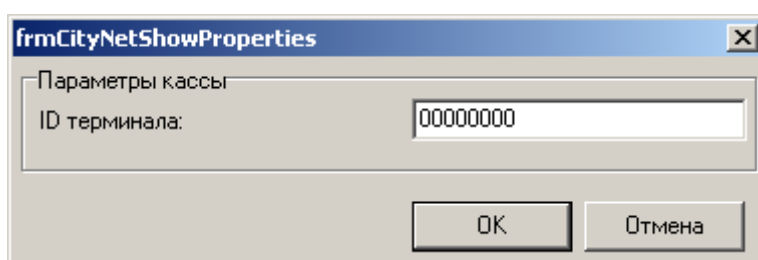 frmCityNetShowProperties
Параметры кассы
ID терминала: 00000000
OK Отмена